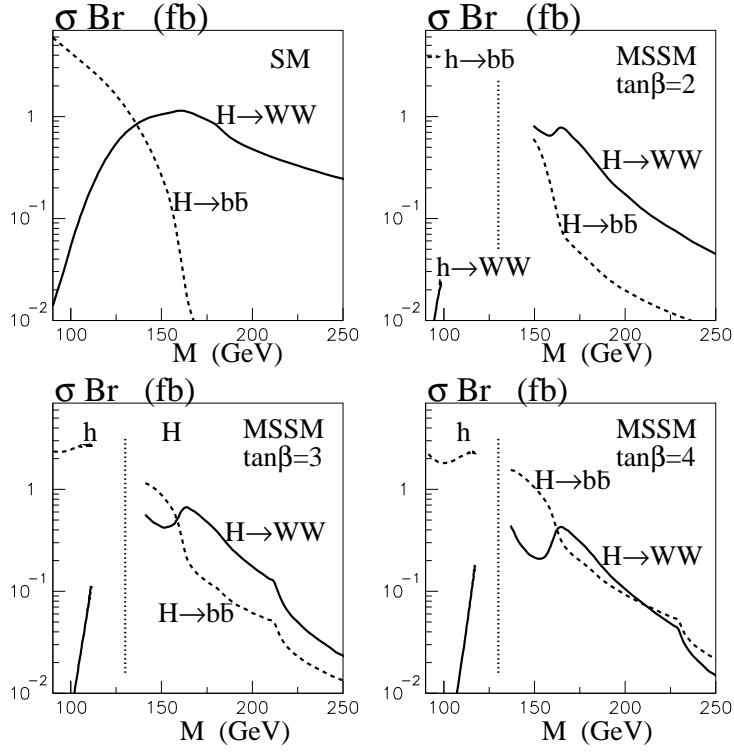 σ Br (fb)
SM
1
H→WW
10⁻¹
H→bb̄
10⁻²
100 150 200 250
M (GeV)
σ Br (fb)
h→bb̄
MSSM
tanβ=2
1
H→WW
10⁻¹
H→bb̄
h→WW
10⁻²
100 150 200 250
M (GeV)
σ Br (fb)
h H MSSM
tanβ=3
1
H→WW
10⁻¹
H→bb̄
10⁻²
100 150 200 250
M (GeV)
σ Br (fb)
h MSSM
tanβ=4
H→bb̄
1
H→WW
10⁻¹
10⁻²
100 150 200 250
M (GeV)